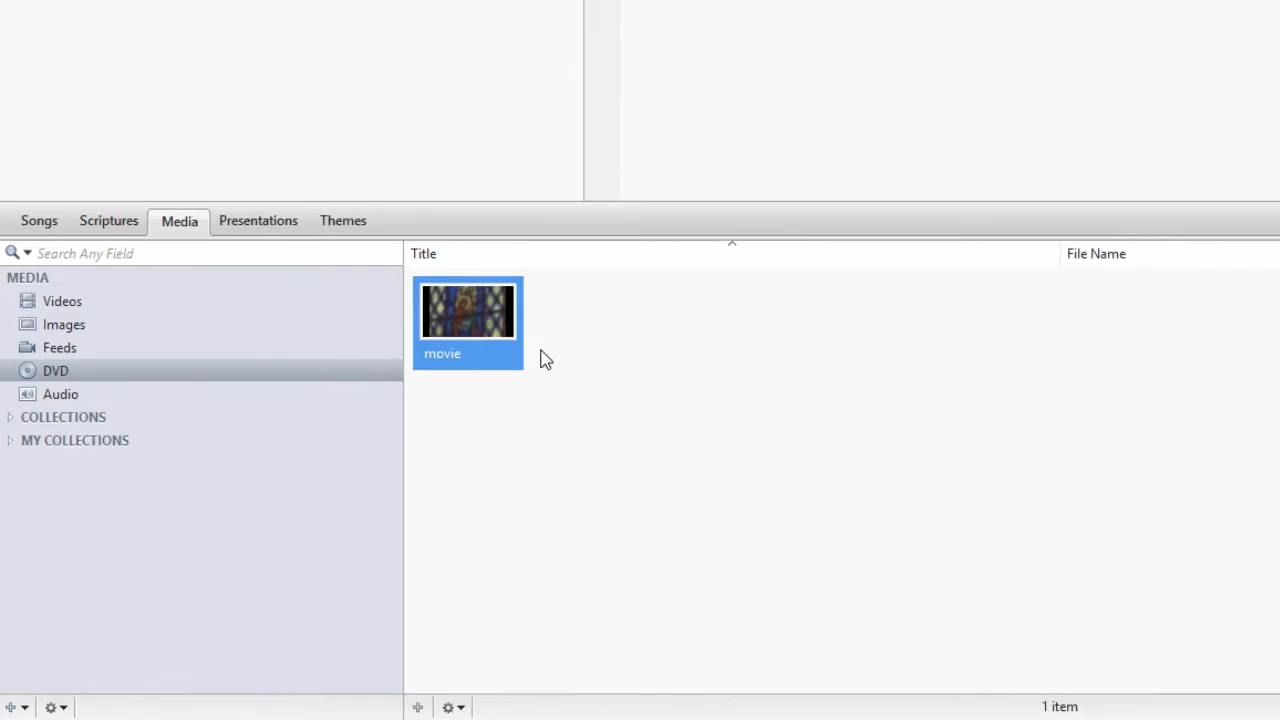 Songs Scriptures Media Presentations Themes
Search Any Field
Title File Name
MEDIA
Videos
Images
Feeds
DVD
Audio
COLLECTIONS
MY COLLECTIONS
movie
1 item